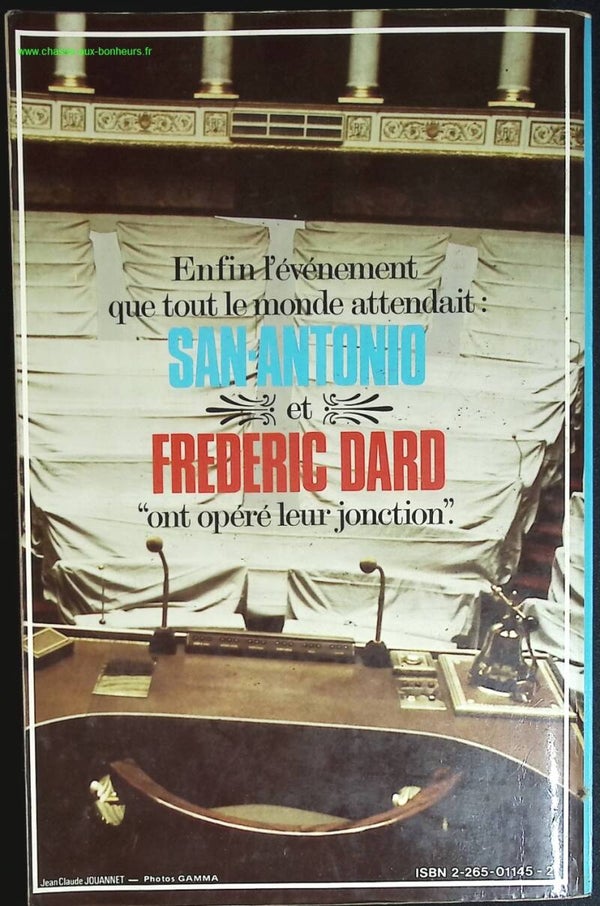 www.chasse-aux-bonheurs.fr
Enfin l'événement
que tout le monde attendait :
SAN-ANTONIO
et
FREDERIC DARD
“ont opéré leur jonction”.
Jean Claude JOUANNET — Photos GAMMA
ISBN 2-265-01145-2